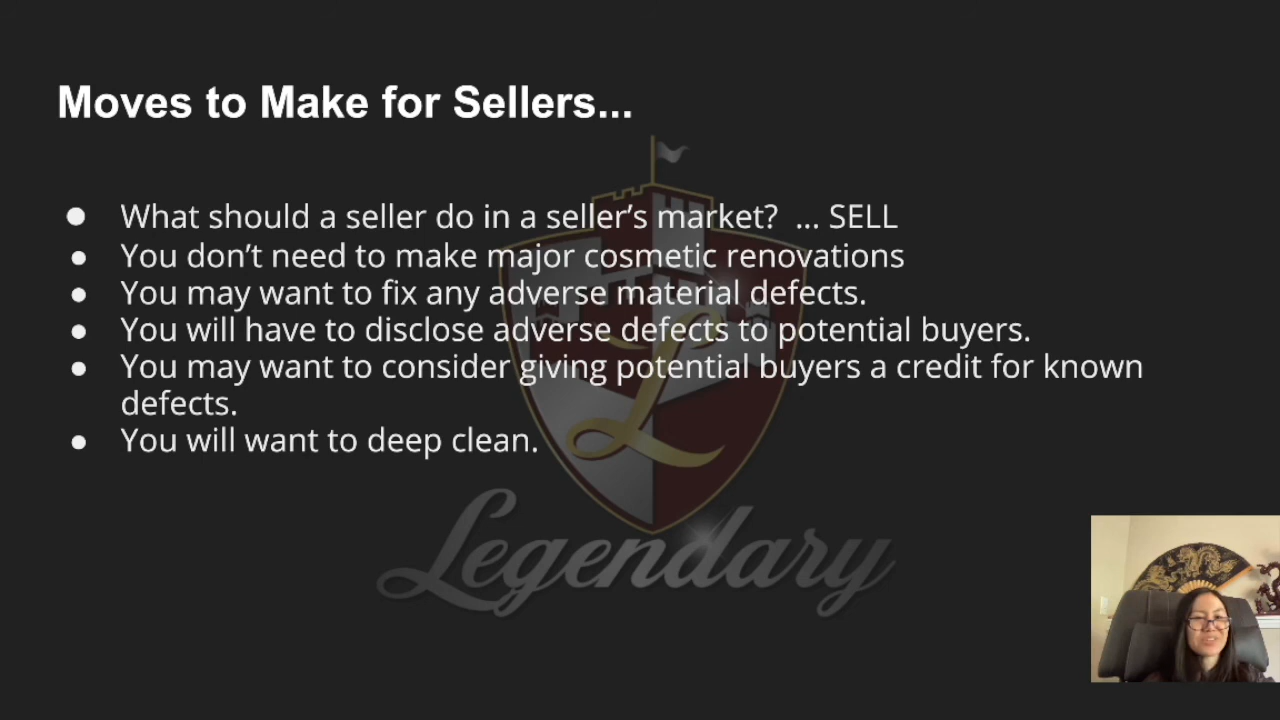 Moves to Make for Sellers...
● What should a seller do in a seller’s market?  ... SELL
● You don’t need to make major cosmetic renovations
● You may want to fix any adverse material defects.
● You will have to disclose adverse defects to potential buyers.
● You may want to consider giving potential buyers a credit for known
defects.
● You will want to deep clean.
L
Legendary